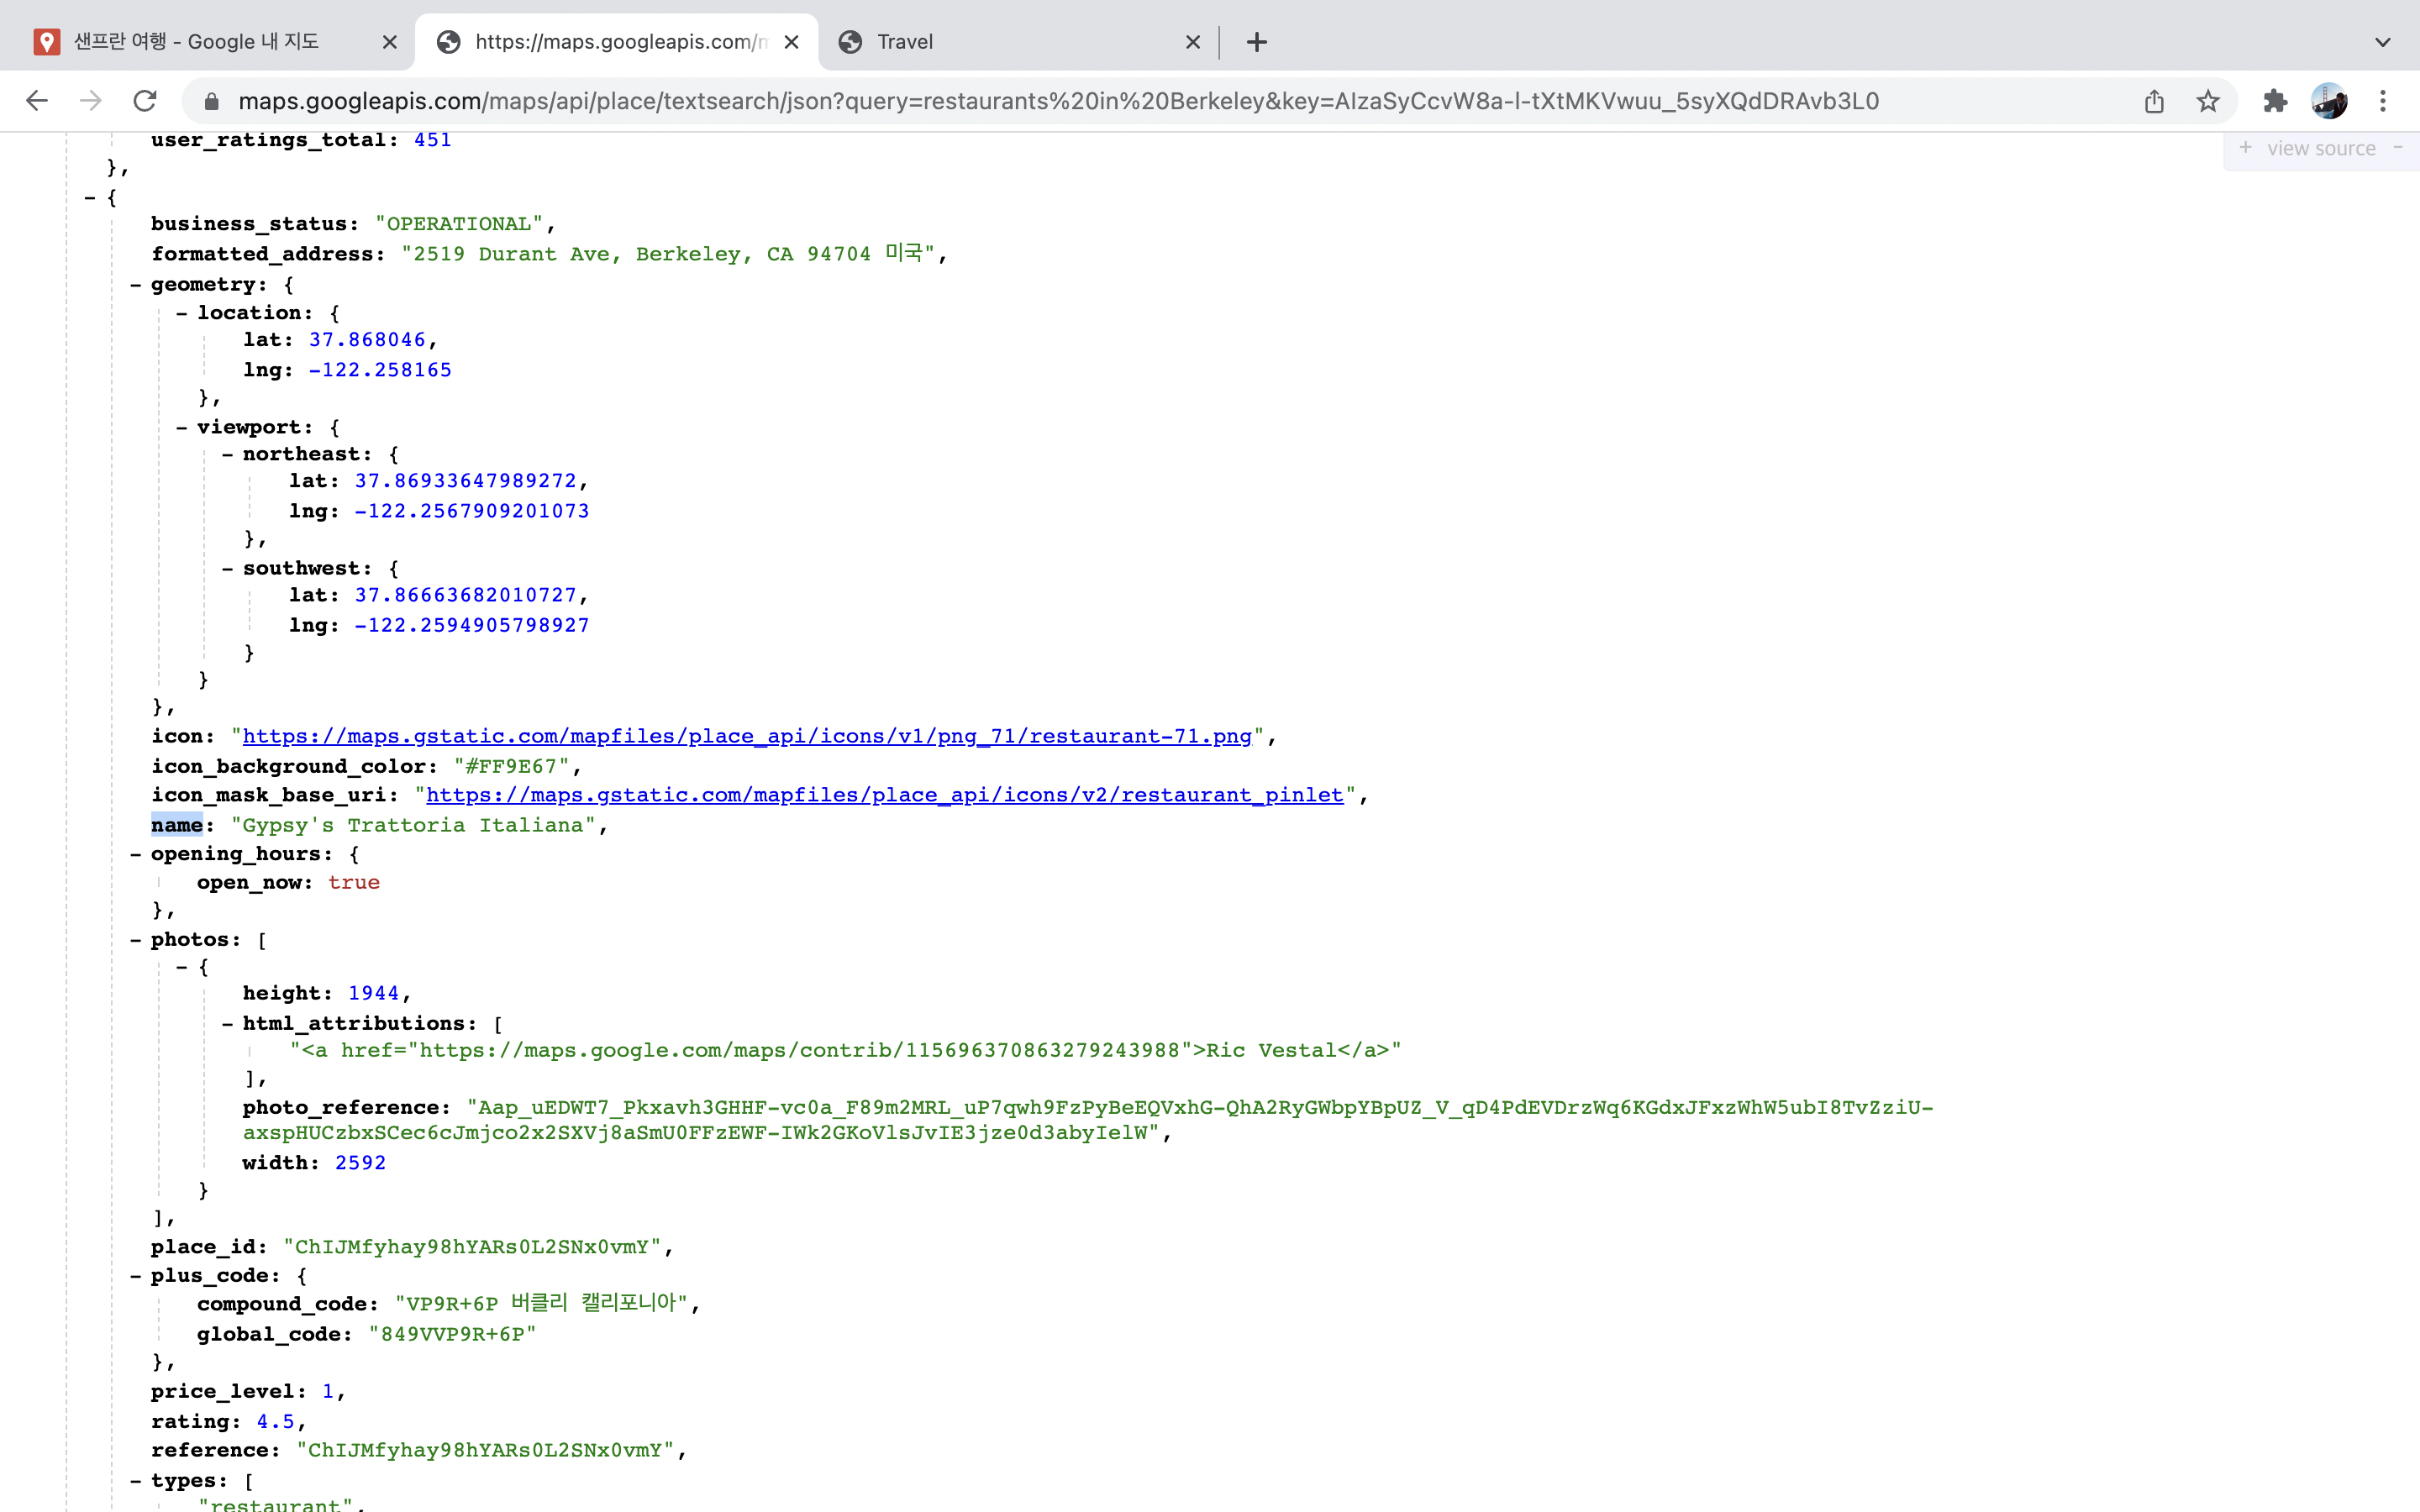 샌프란 여행 - Google 내 지도
https://maps.googleapis.com/m
Travel
maps.googleapis.com/maps/api/place/textsearch/json?query=restaurants%20in%20Berkeley&key=AIzaSyCcvW8a-l-tXtMKVwuu_5syXQdDRAvb3L0
+ view source -
user_ratings_total: 451
},
- {
business_status: "OPERATIONAL",
formatted_address: "2519 Durant Ave, Berkeley, CA 94704 미국",
- geometry: {
- location: {
lat: 37.868046,
lng: -122.258165
},
- viewport: {
- northeast: {
lat: 37.86933647989272,
lng: -122.2567909201073
},
- southwest: {
lat: 37.86663682010727,
lng: -122.2594905798927
}
}
},
icon: "https://maps.gstatic.com/mapfiles/place_api/icons/v1/png_71/restaurant-71.png",
icon_background_color: "#FF9E67",
icon_mask_base_uri: "https://maps.gstatic.com/mapfiles/place_api/icons/v2/restaurant_pinlet",
name: "Gypsy's Trattoria Italiana",
- opening_hours: {
open_now: true
},
- photos: [
- {
height: 1944,
- html_attributions: [
"<a href="https://maps.google.com/maps/contrib/115696370863279243988">Ric Vestal</a>"
],
photo_reference: "Aap_uEDWT7_Pkxavh3GHHF-vc0a_F89m2MRL_uP7qwh9FzPyBeEQVxhG-QhA2RyGWbpYBpUZ_V_qD4PdEVDrzWq6KGdxJFxzWhW5ubI8TvZziU-
axspHUCzbxSCec6cJmjco2x2SXVj8aSmU0FFzEWF-IWk2GKoVlsJvIE3jze0d3abyIelW",
width: 2592
}
],
place_id: "ChIJMfyhay98hYARs0L2SNx0vmY",
- plus_code: {
compound_code: "VP9R+6P 버클리 캘리포니아",
global_code: "849VVP9R+6P"
},
price_level: 1,
rating: 4.5,
reference: "ChIJMfyhay98hYARs0L2SNx0vmY",
- types: [
"restaurant",